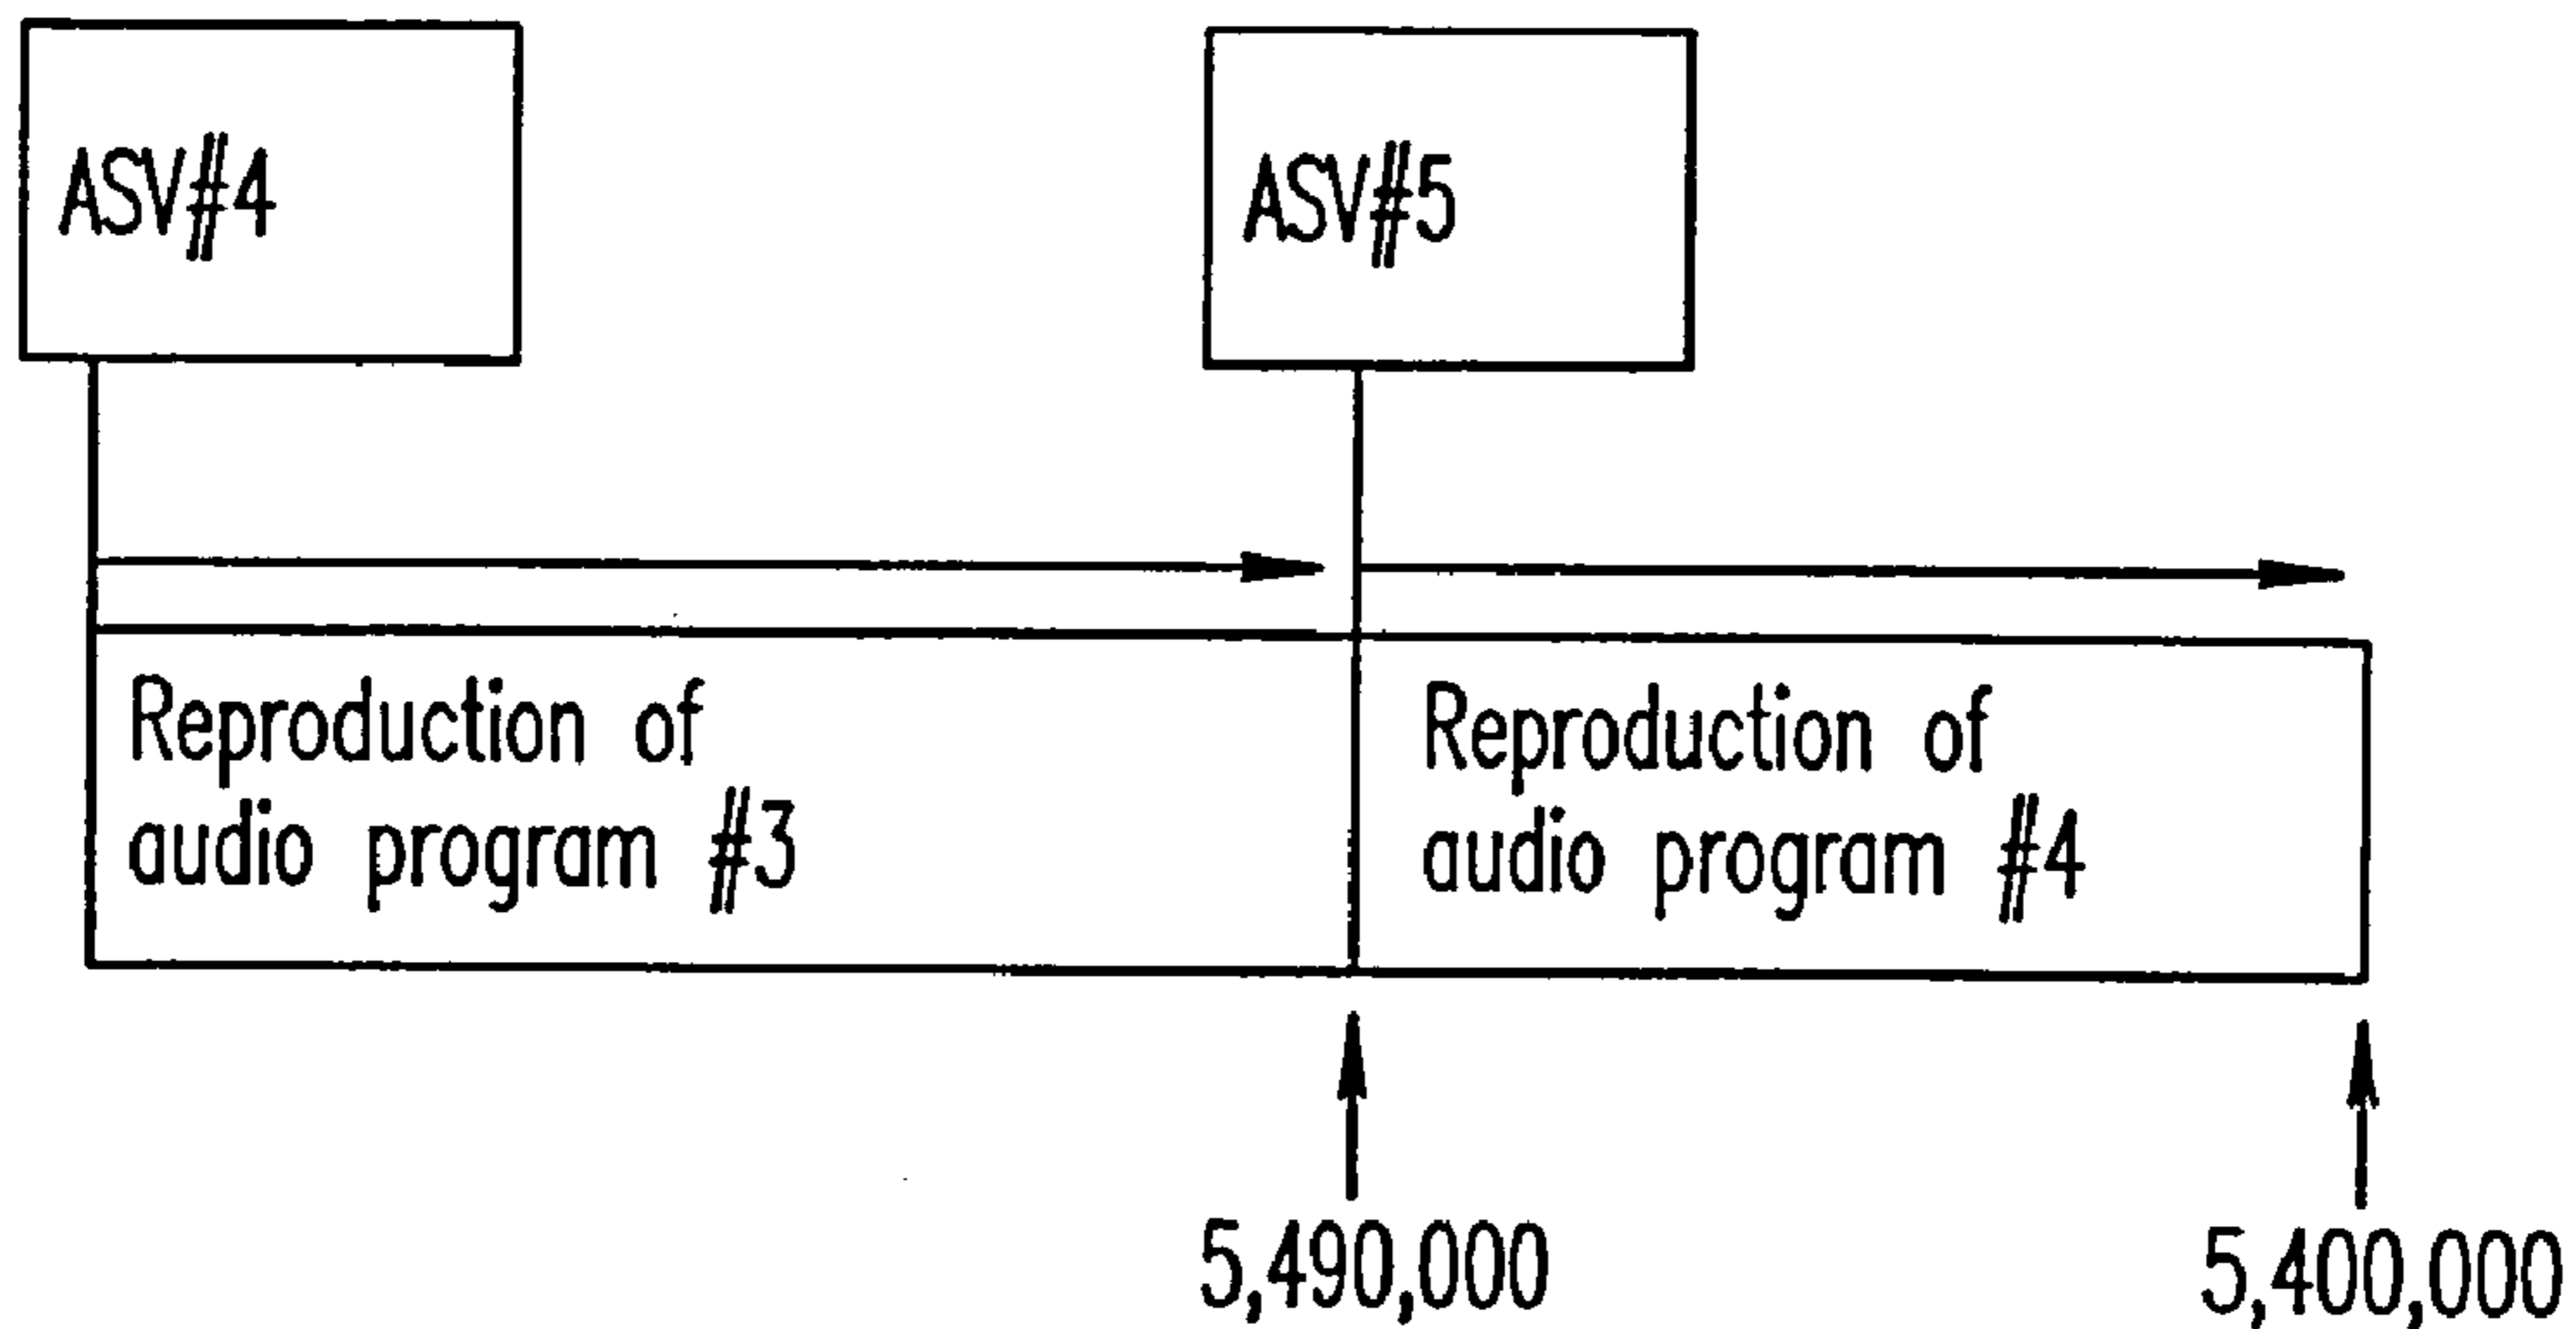 ASV#4
ASV#5
Reproduction of
audio program #3
Reproduction of
audio program #4
5,490,000
5,400,000